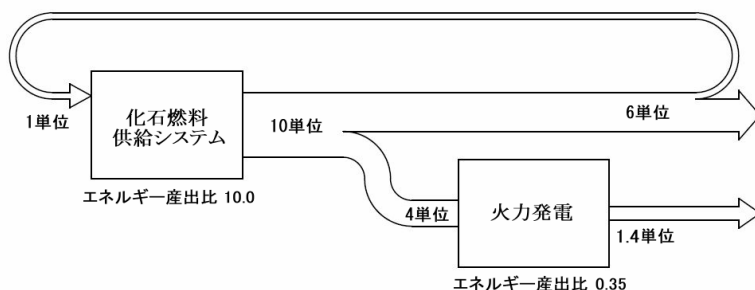 1単位
化石燃料
供給システム
10単位
6単位
エネルギー産出比 10.0
4単位
火力発電
1.4単位
エネルギー産出比 0.35